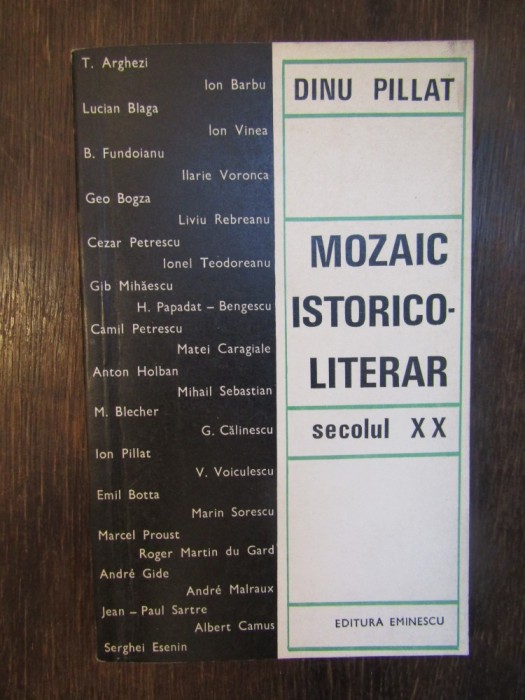 T. Arghezi
Ion Barbu
Lucian Blaga
Ion Vinea
B. Fundoianu
Ilarie Voronca
Geo Bogza
Liviu Rebreanu
Cezar Petrescu
Ionel Teodoreanu
Gib Mihăescu
H. Papadat – Bengescu
Camil Petrescu
Matei Caragiale
Anton Holban
Mihail Sebastian
M. Blecher
G. Călinescu
Ion Pillat
V. Voiculescu
Emil Botta
Marin Sorescu
Marcel Proust
Roger Martin du Gard
André Gide
André Malraux
Jean – Paul Sartre
Albert Camus
Serghei Esenin
DINU PILLAT
MOZAIC
ISTORICO-
LITERAR
secolul XX
EDITURA EMINESCU